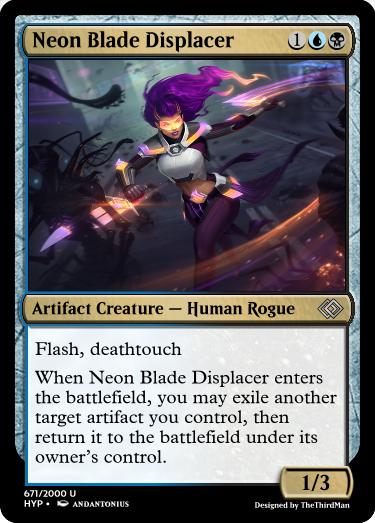 Neon Blade Displacer 1
Artifact Creature — Human Rogue
Flash, deathtouch
When Neon Blade Displacer enters
the battlefield, you may exile another
target artifact you control, then
return it to the battlefield under its
owner's control.
1/3
671/2000 U
HYP • ANDANTONIUS
Designed by TheThirdMan